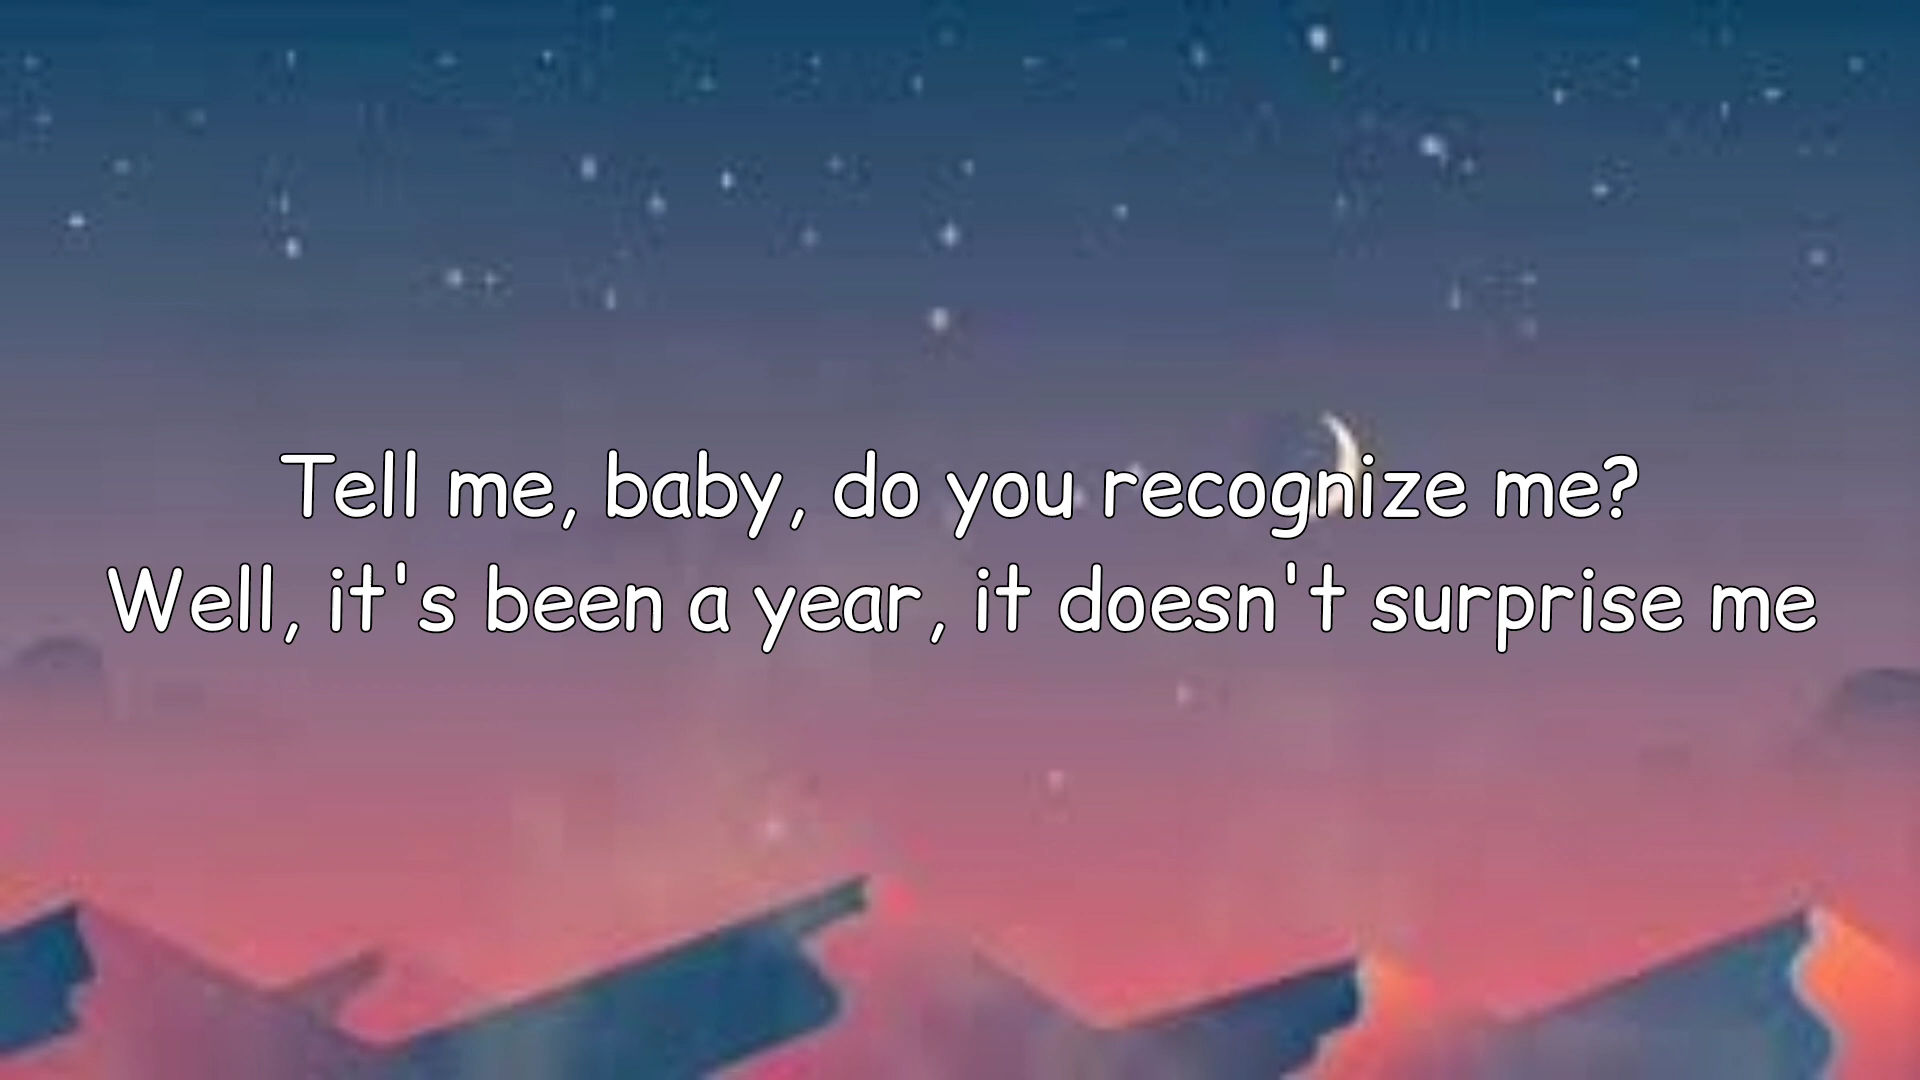 Tell me, baby, do you recognize me?
Well, it's been a year, it doesn't surprise me